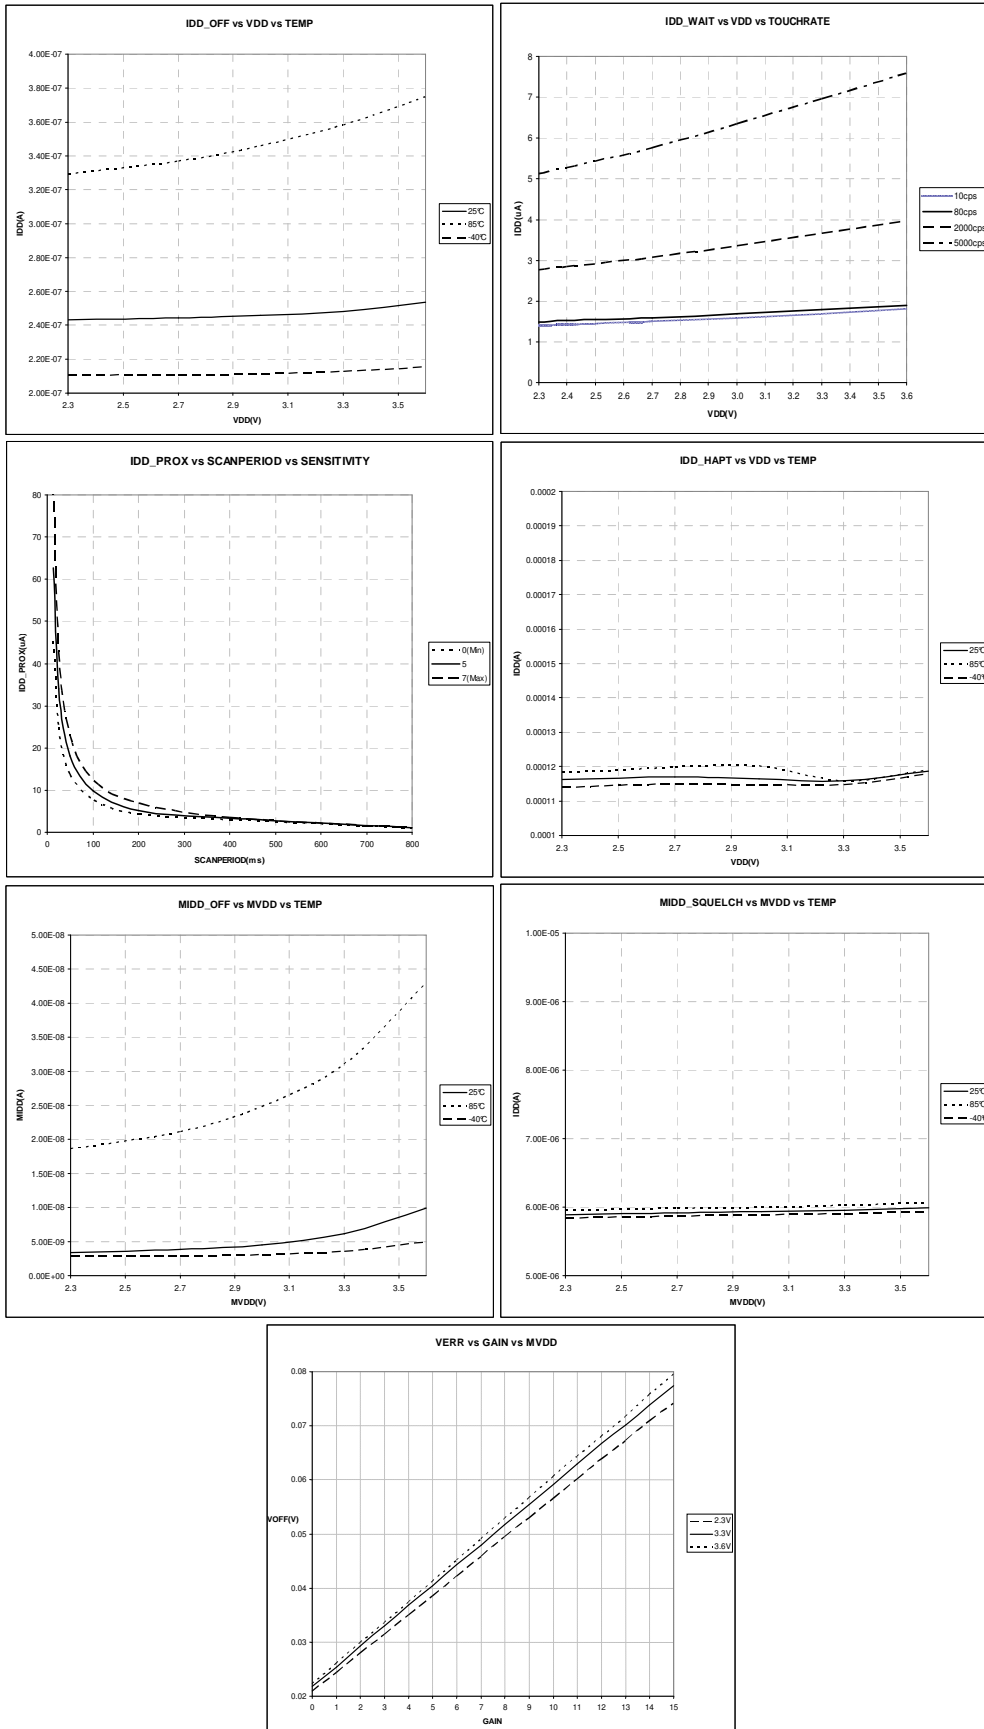 IDD_OFF vs VDD vs TEMP
4.00E-07
3.80E-07
3.60E-07
3.40E-07
3.20E-07
3.00E-07
2.80E-07
2.60E-07
2.40E-07
2.20E-07
2.00E-07
IDD(A)
2.3 2.5 2.7 2.9 3.1 3.3 3.5
VDD(V)
25°C
85°C
-40°C
IDD_WAIT vs VDD vs TOUCHRATE
8
7
6
5
4
3
2
1
0
IDD(uA)
2.3 2.4 2.5 2.6 2.7 2.8 2.9 3.0 3.1 3.2 3.3 3.4 3.5 3.6
VDD(V)
10cps
80cps
2000cps
5000cps
IDD_PROX vs SCANPERIOD vs SENSITIVITY
80
70
60
50
40
30
20
10
0
IDD_PROX(uA)
0 100 200 300 400 500 600 700 800
SCANPERIOD(ms)
0(Min)
5
7(Max)
IDD_HAPT vs VDD vs TEMP
0.0002
0.00019
0.00018
0.00017
0.00016
0.00015
0.00014
0.00013
0.00012
0.00011
0.0001
IDD(A)
2.3 2.5 2.7 2.9 3.1 3.3 3.5
VDD(V)
25°C
85°C
-40°C
MIDD_OFF vs MVDD vs TEMP
5.00E-08
4.50E-08
4.00E-08
3.50E-08
3.00E-08
2.50E-08
2.00E-08
1.50E-08
1.00E-08
5.00E-09
0.00E+00
MIDD(A)
2.3 2.5 2.7 2.9 3.1 3.3 3.5
MVDD(V)
25°C
85°C
-40°C
MIDD_SQUELCH vs MVDD vs TEMP
1.00E-05
9.00E-06
8.00E-06
7.00E-06
6.00E-06
5.00E-06
IDD(A)
2.3 2.5 2.7 2.9 3.1 3.3 3.5
MVDD(V)
25°C
85°C
-40°C
VERR vs GAIN vs MVDD
0.08
0.07
0.06
0.05
0.04
0.03
0.02
VOFF(V)
0 1 2 3 4 5 6 7 8 9 10 11 12 13 14 15
GAIN
2.3V
3.3V
3.6V